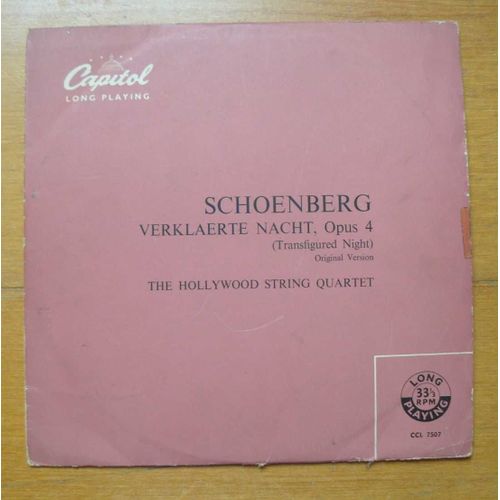 Capitol
LONG PLAYING
SCHOENBERG
VERKLAERTE NACHT, Opus 4
(Transfigured Night)
Original Version
THE HOLLYWOOD STRING QUARTET
LONG
33⅓
RPM
PLAYING
CCL 7507